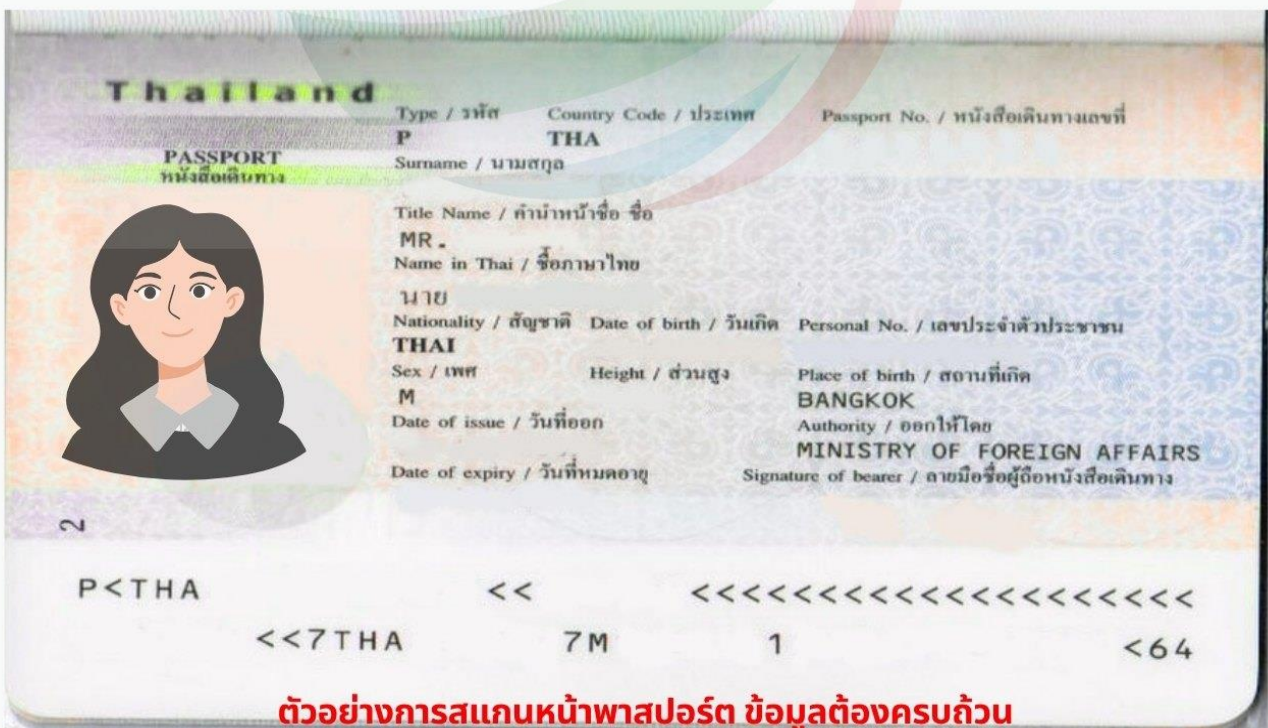 Thailand
PASSPORT
หนังสือเดินทาง
Type / รหัส Country Code / ประเทศ Passport No. / หนังสือเดินทางเลขที่
P THA
Surname / นามสกุล
Title Name / คำนำหน้าชื่อ ชื่อ
MR.
Name in Thai / ชื่อภาษาไทย
นาย
Nationality / สัญชาติ Date of birth / วันเกิด Personal No. / เลขประจำตัวประชาชน
THAI
Sex / เพศ Height / ส่วนสูง Place of birth / สถานที่เกิด
M BANGKOK
Date of issue / วันที่ออก Authority / ออกให้โดย
MINISTRY OF FOREIGN AFFAIRS
Date of expiry / วันที่หมดอายุ Signature of bearer / ลายมือชื่อผู้ถือหนังสือเดินทาง
2
P<THA << <<<<<<<<<<<<<<<<<<<<
<<7THA 7M 1 <64
ตัวอย่างการสแกนหน้าพาสปอร์ต ข้อมูลต้องครบถ้วน